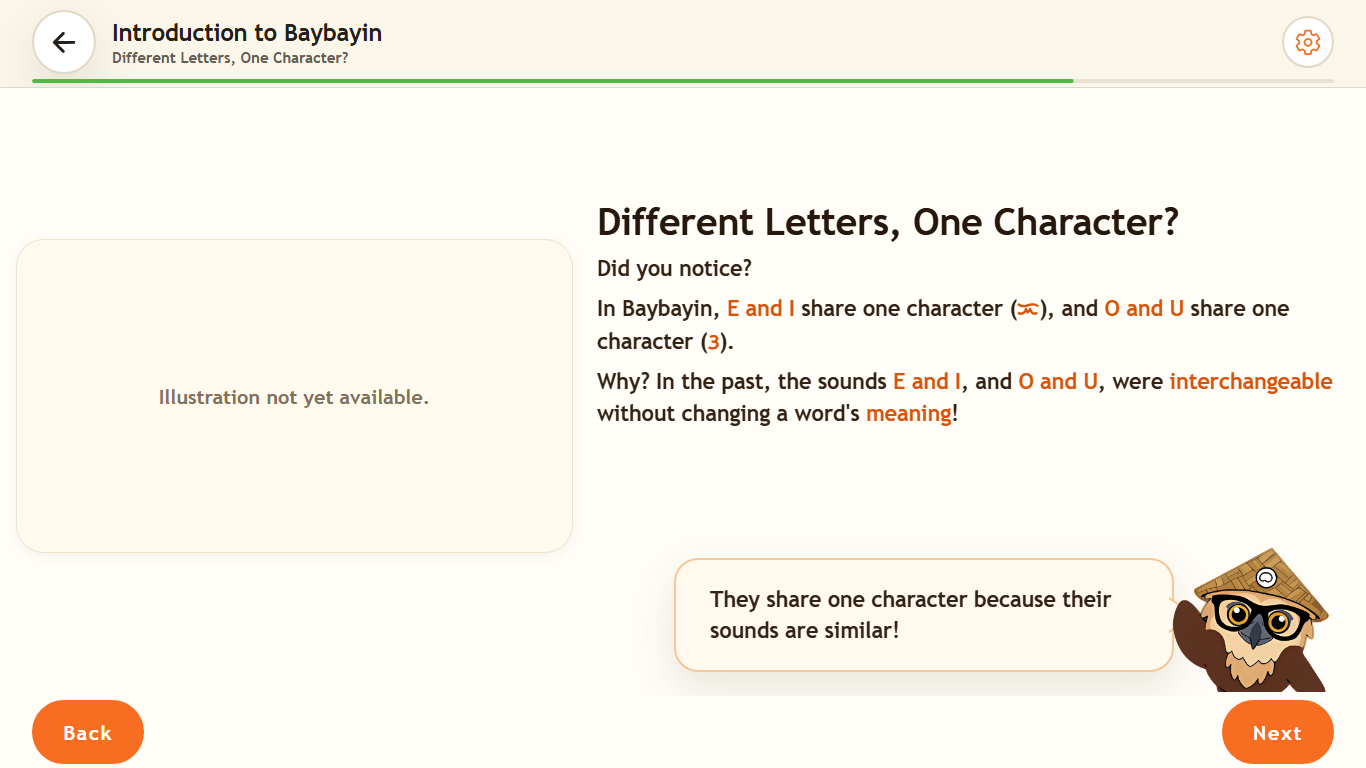 Introduction to Baybayin
Different Letters, One Character?
Illustration not yet available.
Different Letters, One Character?
Did you notice?
In Baybayin, E and I share one character (ᜁ), and O and U share one
character (ᜂ).
Why? In the past, the sounds E and I, and O and U, were interchangeable
without changing a word's meaning!
They share one character because their
sounds are similar!
Back
Next